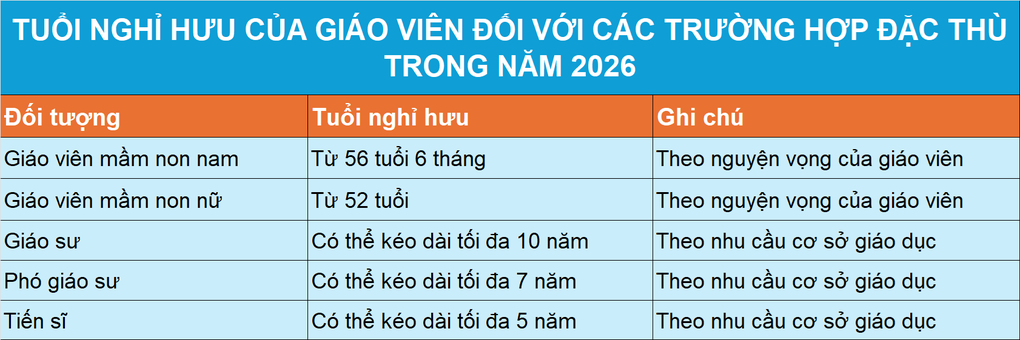 TUỔI NGHỈ HƯU CỦA GIÁO VIÊN ĐỐI VỚI CÁC TRƯỜNG HỢP ĐẶC THÙ
TRONG NĂM 2026
Đối tượng Tuổi nghỉ hưu Ghi chú
Giáo viên mầm non nam Từ 56 tuổi 6 tháng Theo nguyện vọng của giáo viên
Giáo viên mầm non nữ Từ 52 tuổi Theo nguyện vọng của giáo viên
Giáo sư Có thể kéo dài tối đa 10 năm Theo nhu cầu cơ sở giáo dục
Phó giáo sư Có thể kéo dài tối đa 7 năm Theo nhu cầu cơ sở giáo dục
Tiến sĩ Có thể kéo dài tối đa 5 năm Theo nhu cầu cơ sở giáo dục